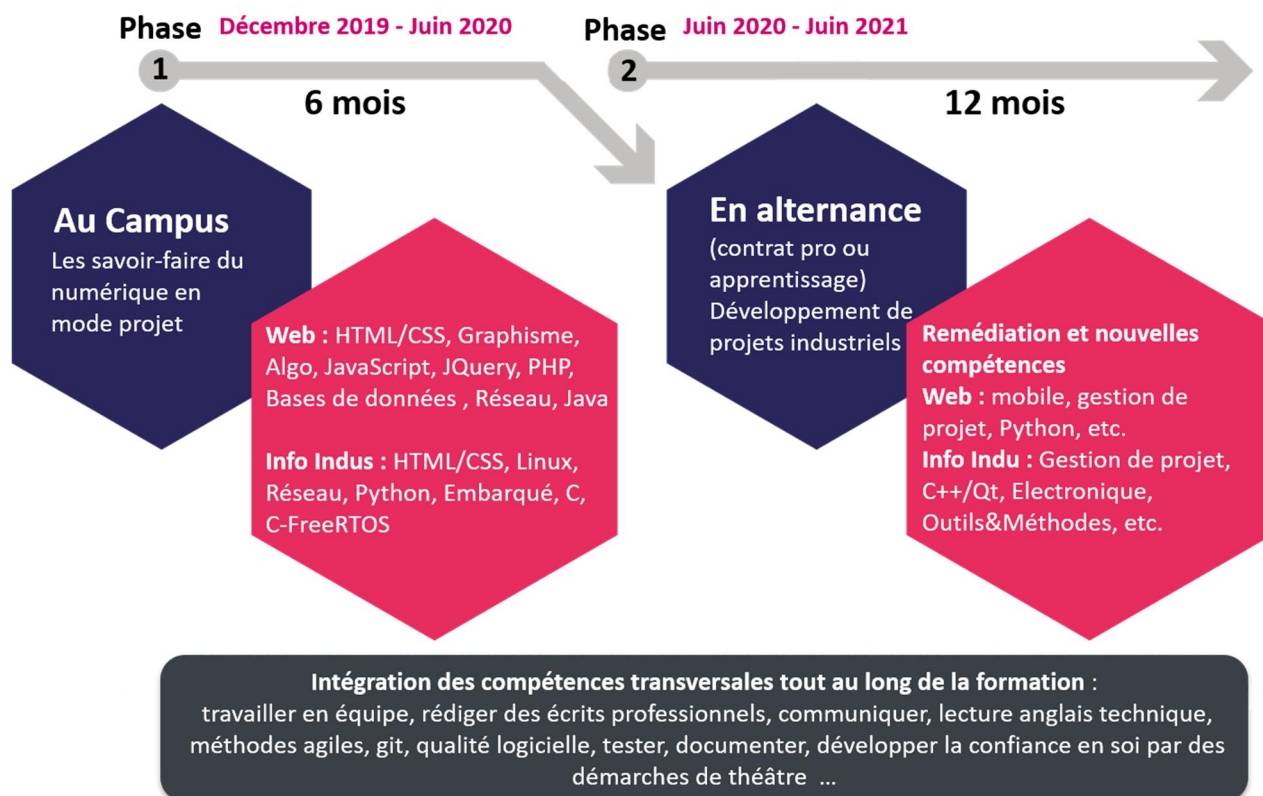 Phase Décembre 2019 - Juin 2020
1
6 mois
Phase Juin 2020 - Juin 2021
2
12 mois
Au Campus
Les savoir-faire du
numérique en
mode projet
Web : HTML/CSS, Graphisme,
Algo, JavaScript, JQuery, PHP,
Bases de données , Réseau, Java
Info Indus : HTML/CSS, Linux,
Réseau, Python, Embarqué, C,
C-FreeRTOS
En alternance
(contrat pro ou
apprentissage)
Développement de
projets industriels
Remédiation et nouvelles
compétences
Web : mobile, gestion de
projet, Python, etc.
Info Indu : Gestion de projet,
C++/Qt, Electronique,
Outils&Méthodes, etc.
Intégration des compétences transversales tout au long de la formation :
travailler en équipe, rédiger des écrits professionnels, communiquer, lecture anglais technique,
méthodes agiles, git, qualité logicielle, tester, documenter, développer la confiance en soi par des
démarches de théâtre ...